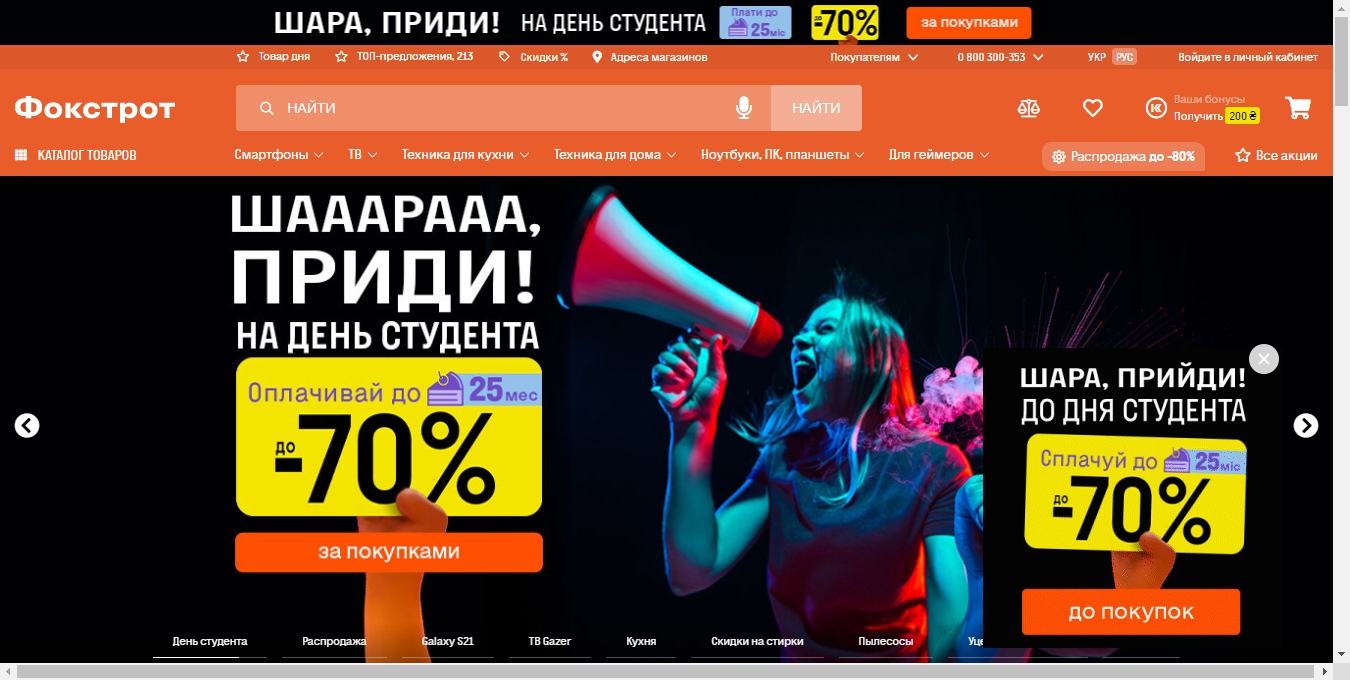 ШАРА, ПРИДИ! НА ДЕНЬ СТУДЕНТА Плати до 25міс до -70% за покупками
Товар дня ТОП-предложения, 213 Скидки % Адреса магазинов Покупателям 0 800 300-353 УКР РУС Войдите в личный кабинет
Фокстрот НАЙТИ НАЙТИ Ваши бонусы
Получить 200 ₴
КАТАЛОГ ТОВАРОВ Смартфоны ТВ Техника для кухни Техника для дома Ноутбуки, ПК, планшеты Для геймеров Распродажа до -80% Все акции
ШАААРААА,
ПРИДИ!
НА ДЕНЬ СТУДЕНТА
Оплачивай до 25 мес
до -70%
за покупками
ШАРА, ПРИЙДИ!
ДО ДНЯ СТУДЕНТА
Сплачуй до 25 міс
до -70%
до покупок
День студента Распродажа Galaxy S21 ТВ Gazer Кухня Скидки на стирки Пылесосы